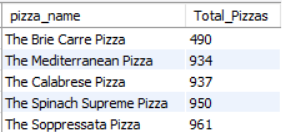 pizza_name Total_Pizzas
The Brie Carre Pizza 490
The Mediterranean Pizza 934
The Calabrese Pizza 937
The Spinach Supreme Pizza 950
The Soppressata Pizza 961